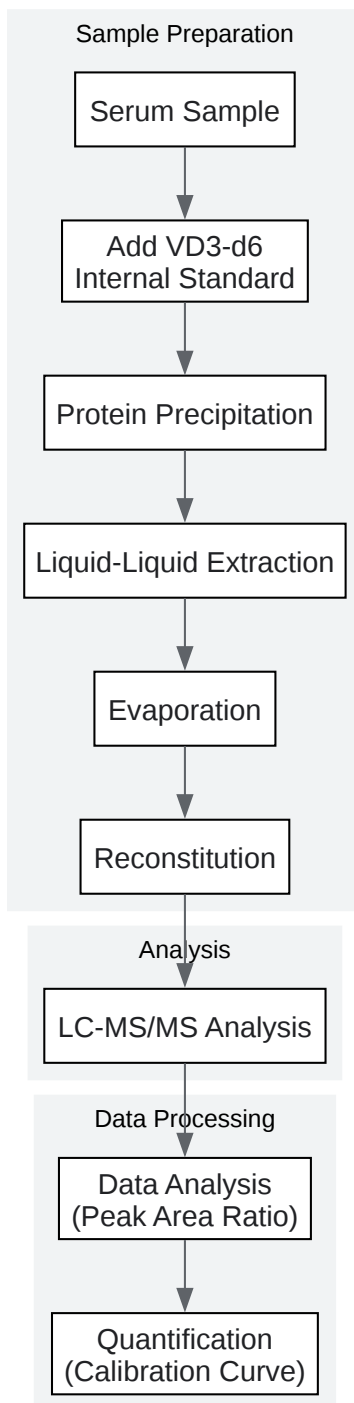 Sample Preparation
Serum Sample
Add VD3-d6
Internal Standard
Protein Precipitation
Liquid-Liquid Extraction
Evaporation
Reconstitution
Analysis
LC-MS/MS Analysis
Data Processing
Data Analysis
(Peak Area Ratio)
Quantification
(Calibration Curve)